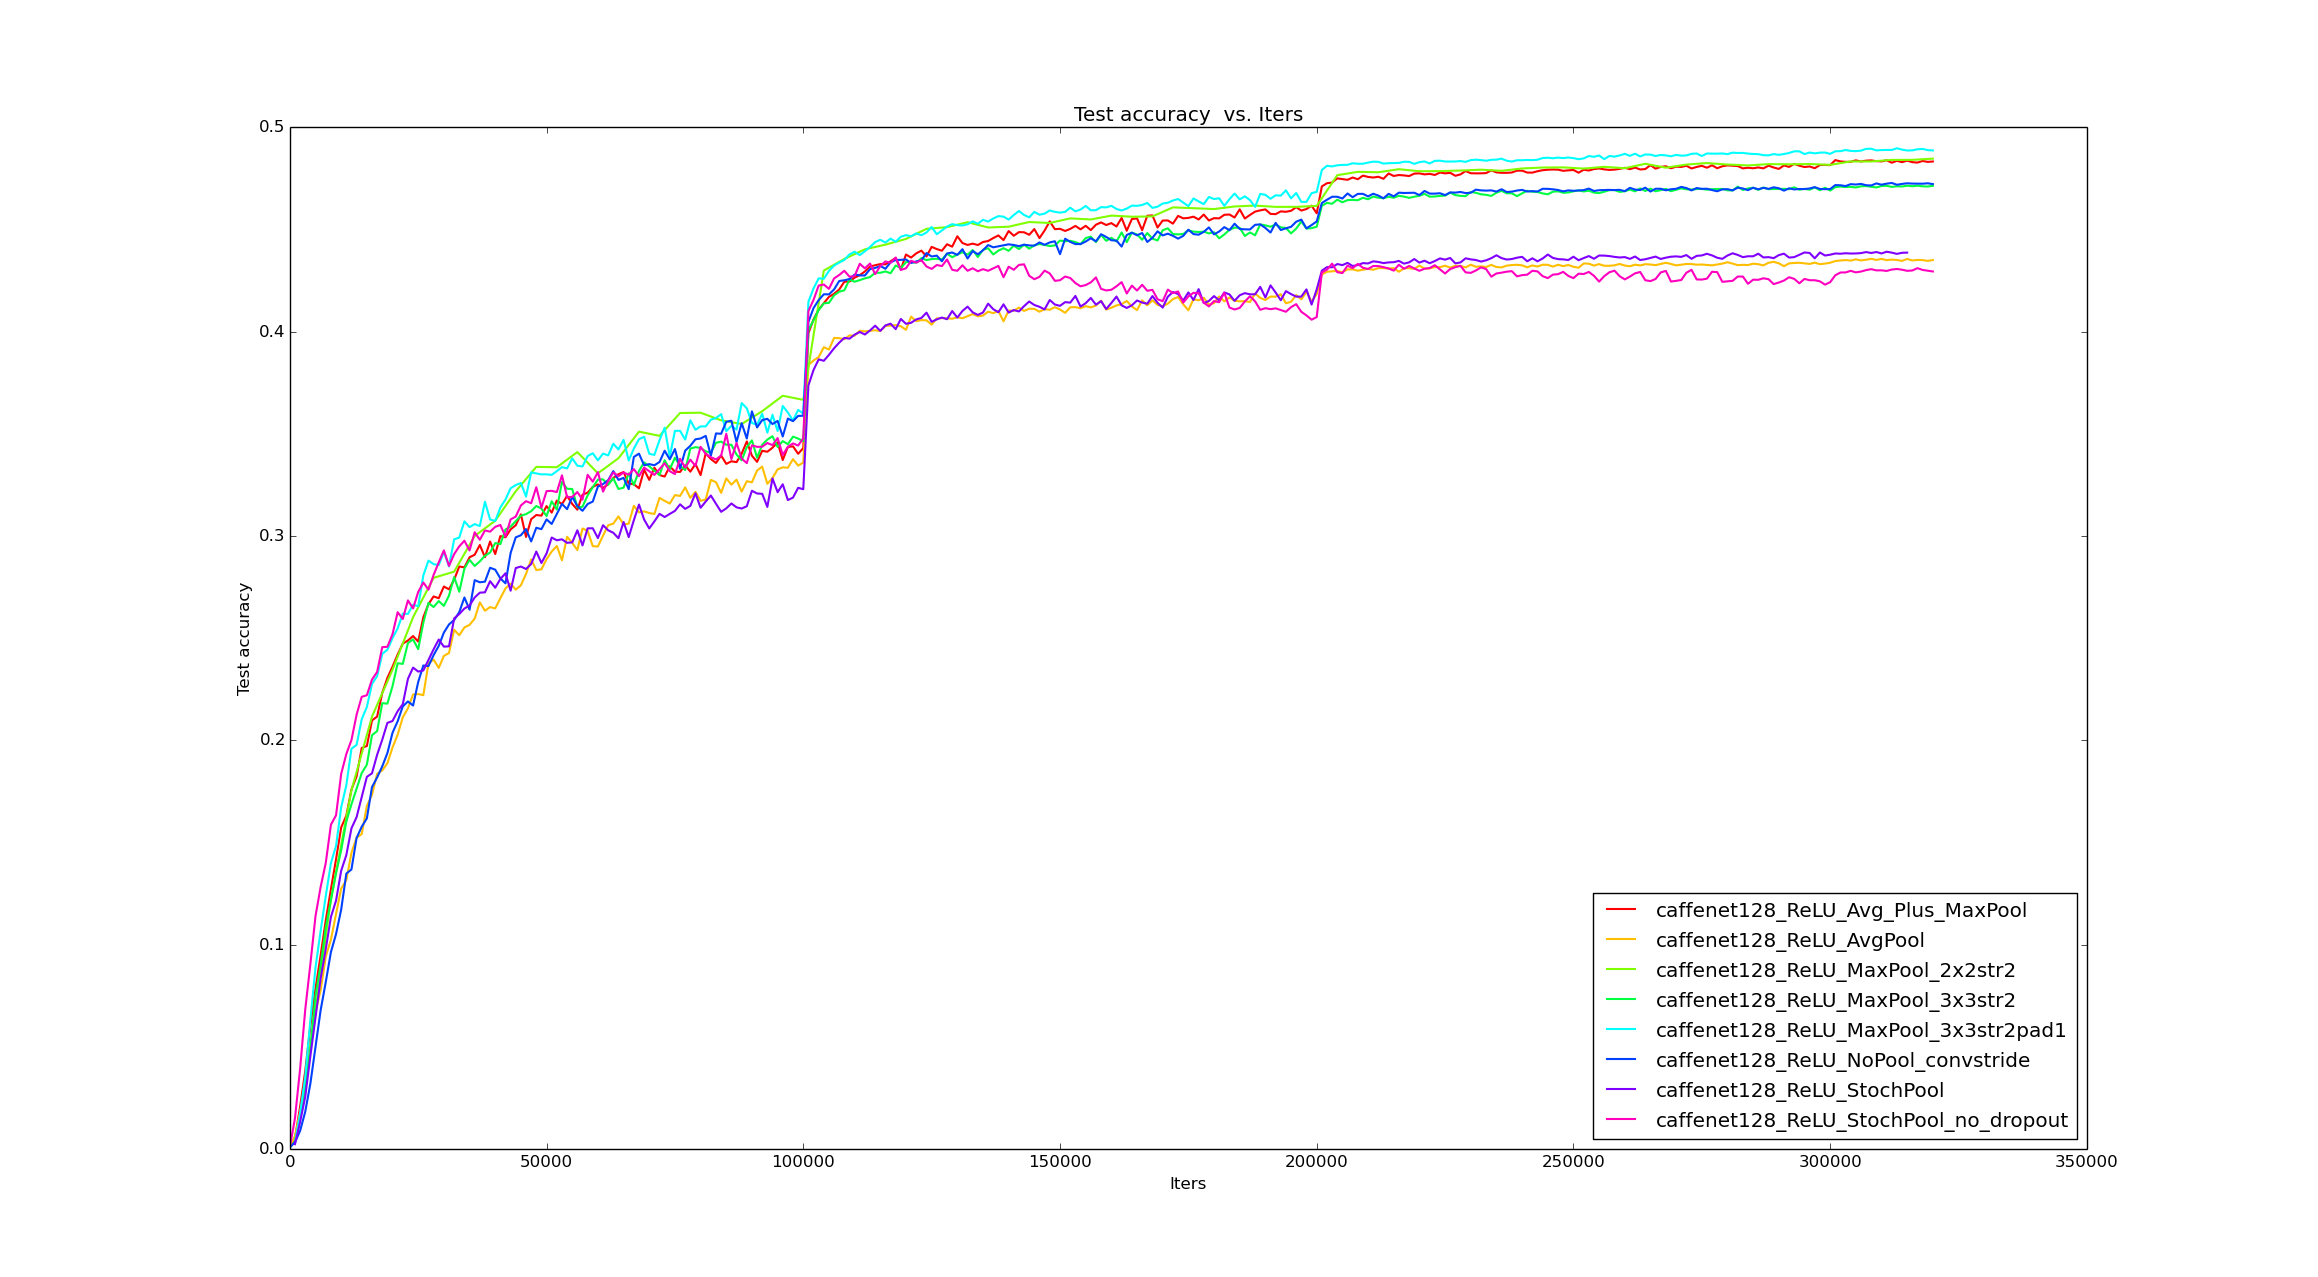 Test accuracy  vs. Iters
0.5
0.4
0.3
0.2
0.1
0.0
Test accuracy
0 50000 100000 150000 200000 250000 300000 350000
Iters
caffenet128_ReLU_Avg_Plus_MaxPool
caffenet128_ReLU_AvgPool
caffenet128_ReLU_MaxPool_2x2str2
caffenet128_ReLU_MaxPool_3x3str2
caffenet128_ReLU_MaxPool_3x3str2pad1
caffenet128_ReLU_NoPool_convstride
caffenet128_ReLU_StochPool
caffenet128_ReLU_StochPool_no_dropout